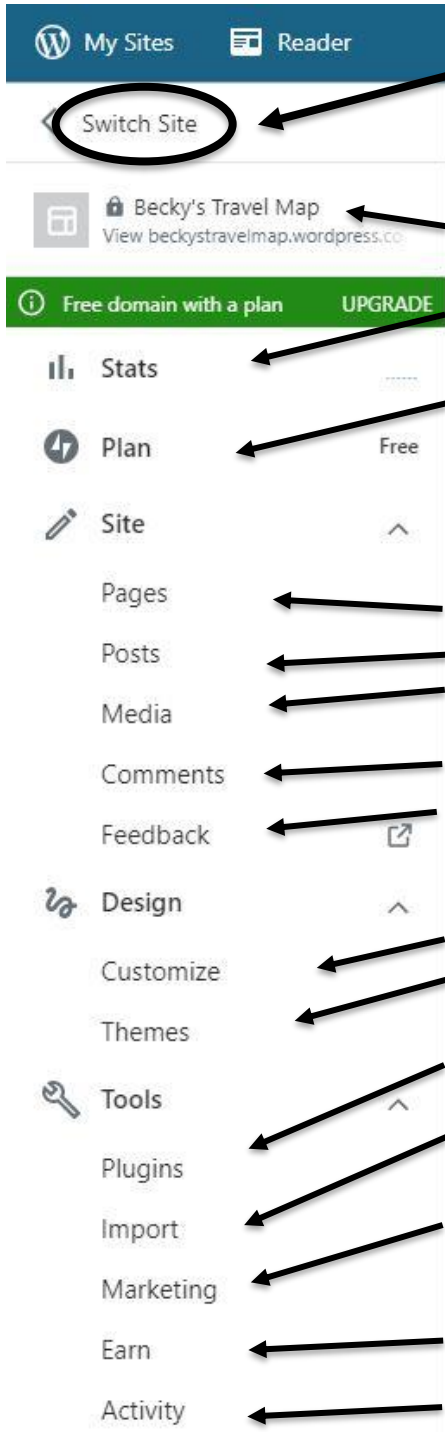 My Sites Reader
Switch Site
Becky's Travel Map
View beckystravelmap.wordpress.co
Free domain with a plan UPGRADE
Stats
Plan Free
Site
Pages
Posts
Media
Comments
Feedback
Design
Customize
Themes
Tools
Plugins
Import
Marketing
Earn
Activity